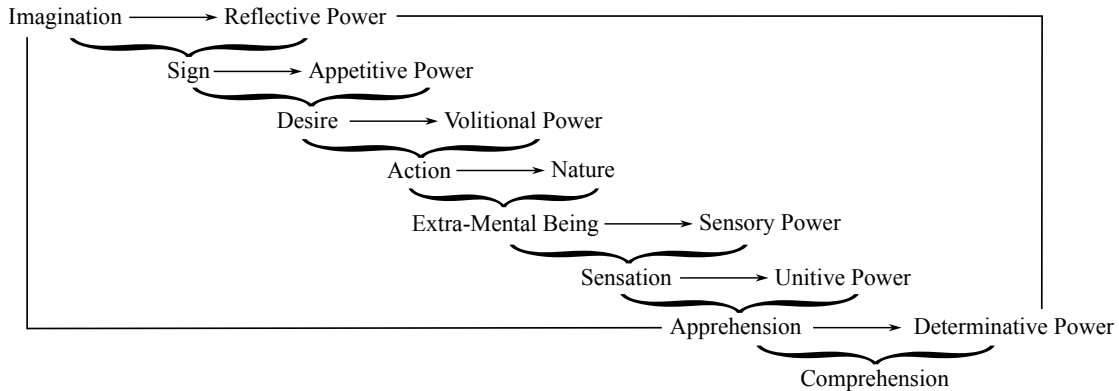 Imagination Reflective Power
Sign Appetitive Power
Desire Volitional Power
Action Nature
Extra-Mental Being Sensory Power
Sensation Unitive Power
Apprehension Determinative Power
Comprehension